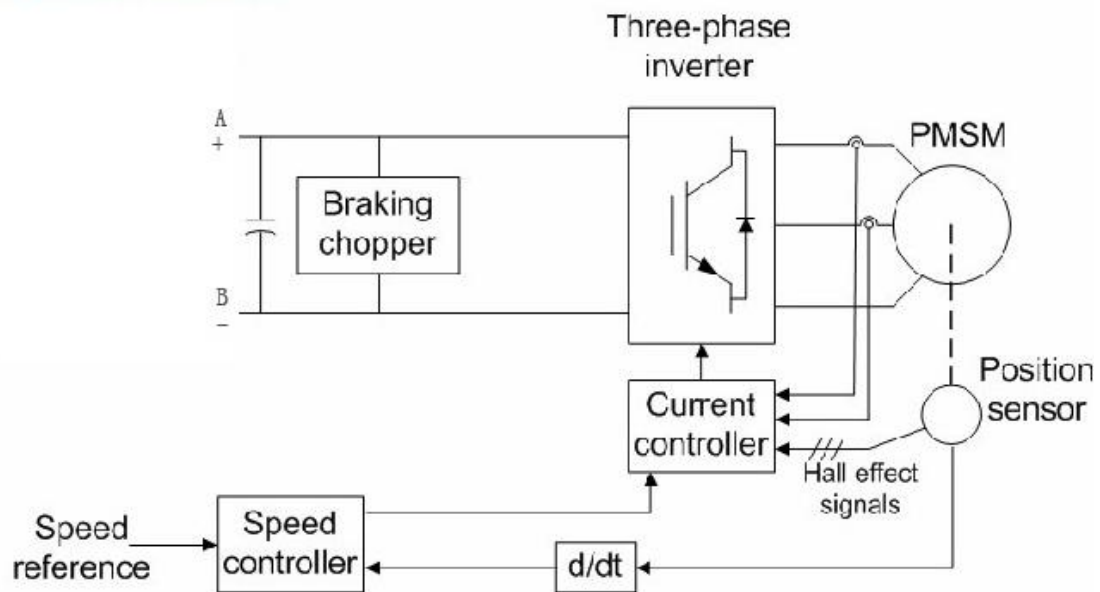 Three-phase
inverter
A
+
PMSM
Braking
chopper
B
-
Current
controller
Position
sensor
Hall effect
signals
Speed
reference
Speed
controller
d/dt